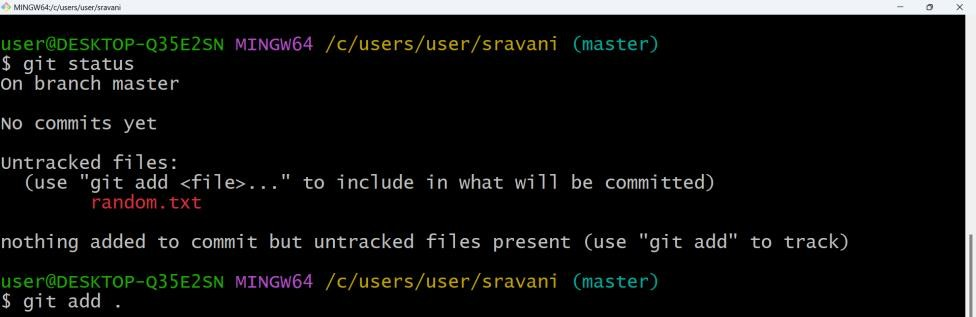 MINGW64:/c/users/user/sravani
user@DESKTOP-Q35E2SN MINGW64 /c/users/user/sravani (master)
$ git status
On branch master
No commits yet
Untracked files:
(use "git add <file>..." to include in what will be committed)
random.txt
nothing added to commit but untracked files present (use "git add" to track)
user@DESKTOP-Q35E2SN MINGW64 /c/users/user/sravani (master)
$ git add .